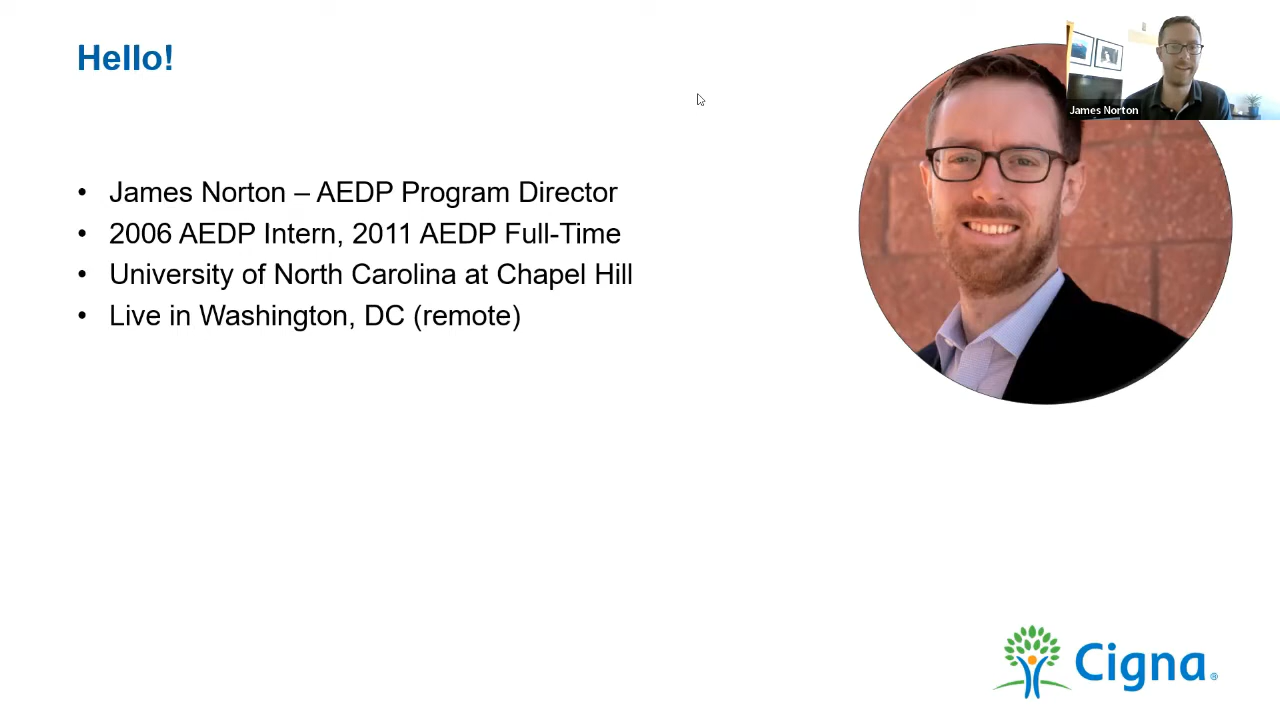 Hello!
James Norton
• James Norton – AEDP Program Director
• 2006 AEDP Intern, 2011 AEDP Full-Time
• University of North Carolina at Chapel Hill
• Live in Washington, DC (remote)
Cigna®